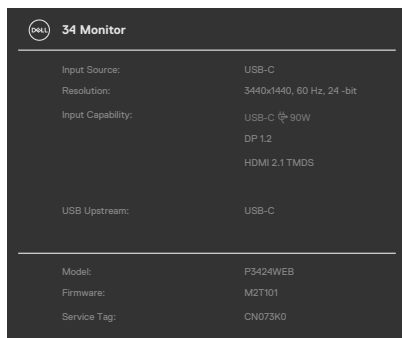 DELL 34 Monitor
Input Source: USB-C
Resolution: 3440x1440, 60 Hz, 24 -bit
Input Capability: USB-C 90W
DP 1.2
HDMI 2.1 TMDS
USB Upstream: USB-C
Model: P3424WEB
Firmware: M2T101
Service Tag: CN073K0